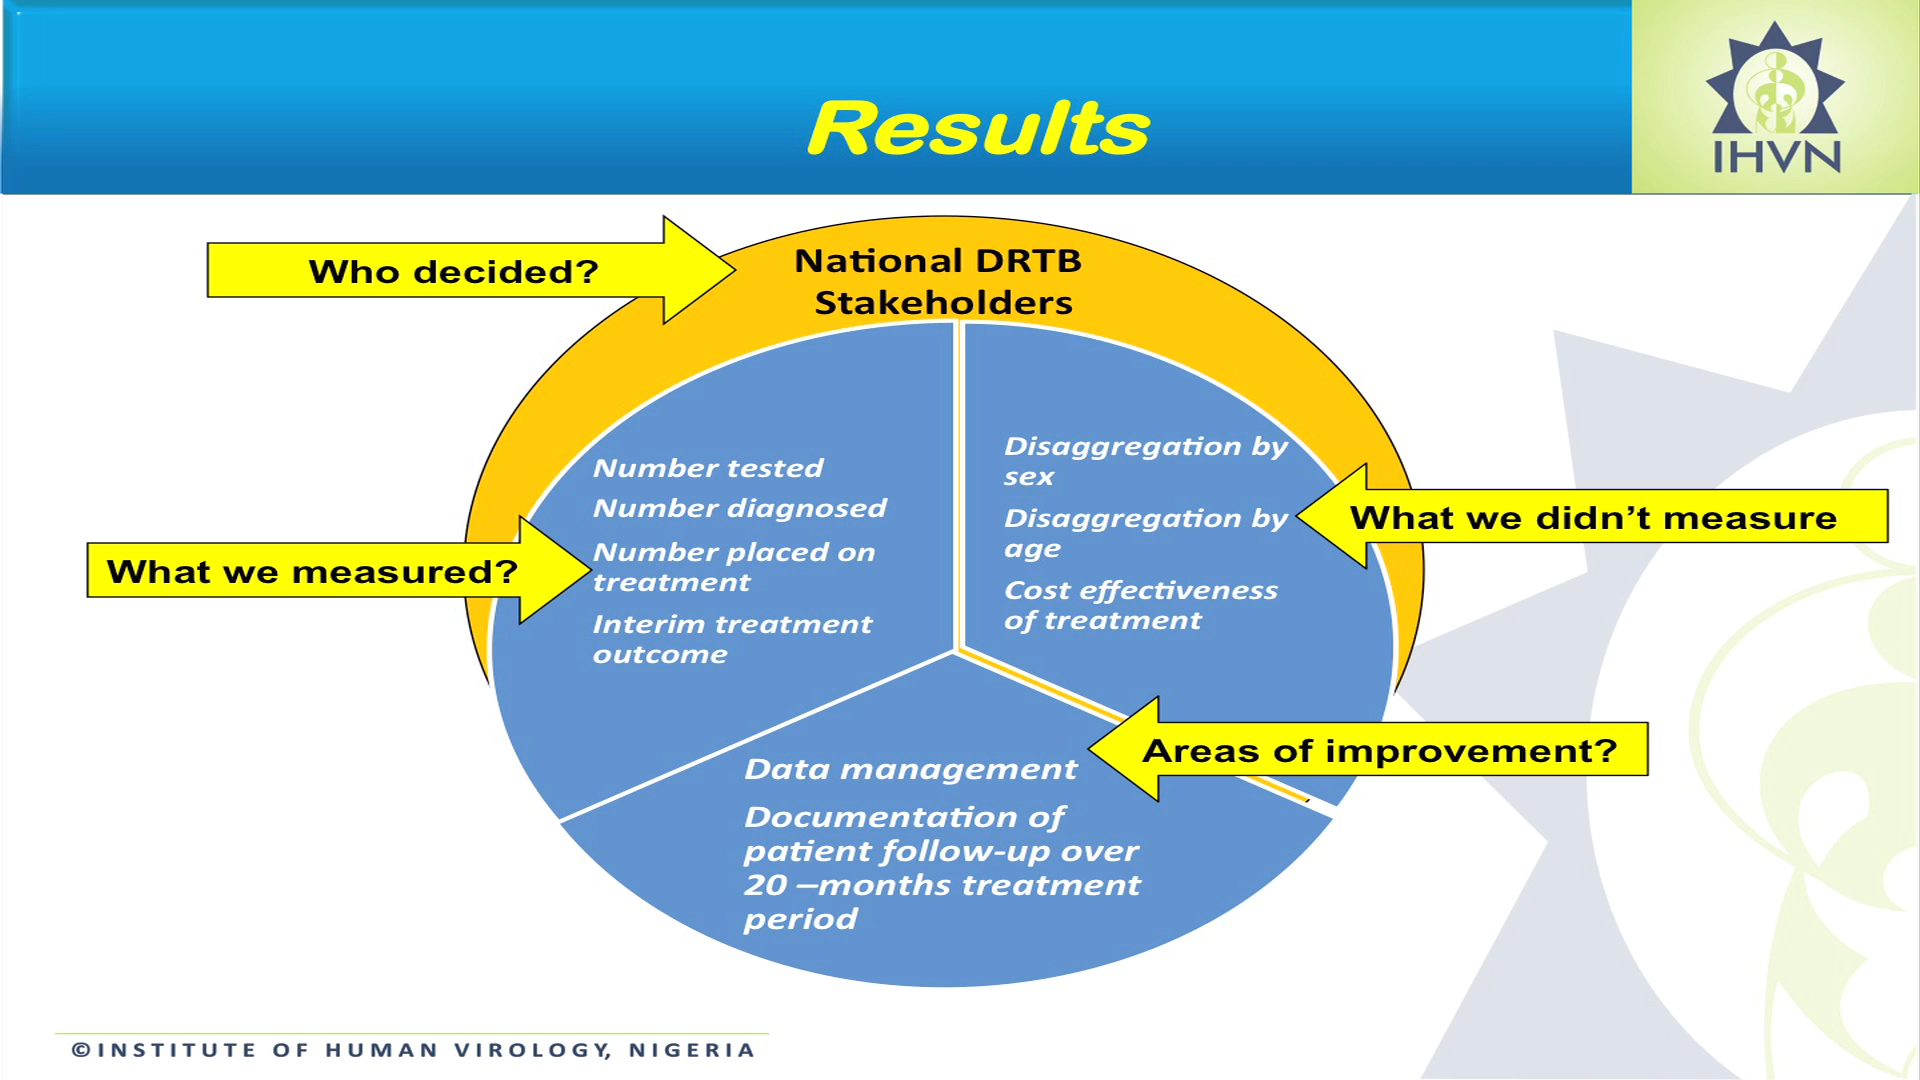 Results
IHVN
Who decided?
National DRTB
Stakeholders
What we measured?
Number tested
Number diagnosed
Number placed on
treatment
Interim treatment
outcome
Disaggregation by
sex
Disaggregation by
age
Cost effectiveness
of treatment
What we didn’t measure
Areas of improvement?
Data management
Documentation of
patient follow-up over
20 –months treatment
period
©INSTITUTE OF HUMAN VIROLOGY, NIGERIA